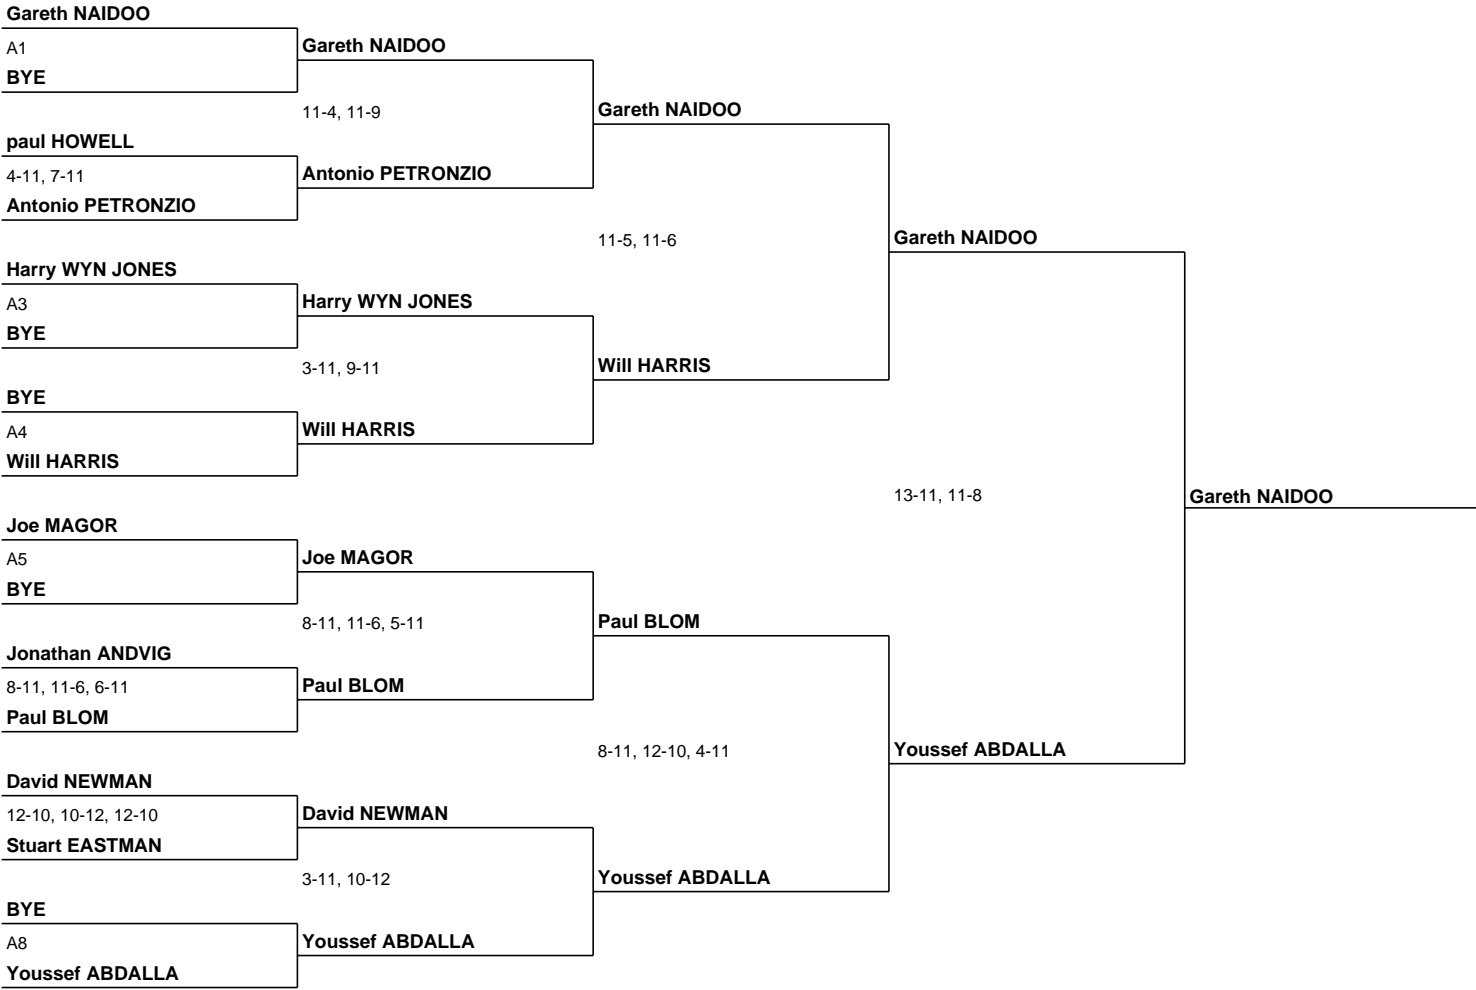 Gareth NAIDOO
A1
BYE
paul HOWELL
4-11, 7-11
Antonio PETRONZIO
Harry WYN JONES
A3
BYE
BYE
A4
Will HARRIS
Joe MAGOR
A5
BYE
Jonathan ANDVIG
8-11, 11-6, 6-11
Paul BLOM
David NEWMAN
12-10, 10-12, 12-10
Stuart EASTMAN
BYE
A8
Youssef ABDALLA
Gareth NAIDOO
11-4, 11-9
Antonio PETRONZIO
Harry WYN JONES
3-11, 9-11
Will HARRIS
Joe MAGOR
8-11, 11-6, 5-11
Paul BLOM
David NEWMAN
3-11, 10-12
Youssef ABDALLA
Gareth NAIDOO
11-5, 11-6
Will HARRIS
Paul BLOM
8-11, 12-10, 4-11
Youssef ABDALLA
Gareth NAIDOO
13-11, 11-8
Youssef ABDALLA
Gareth NAIDOO